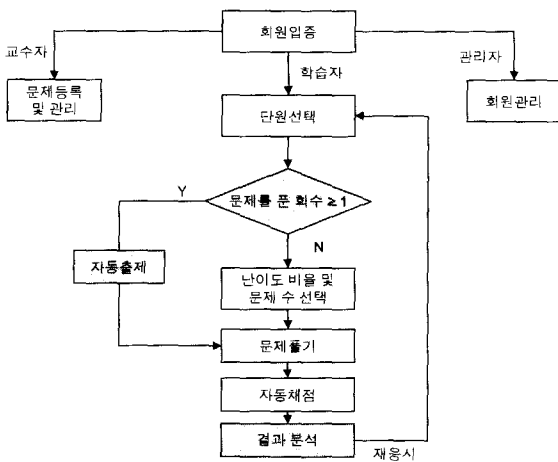 회원입증
교수자
관리자
학습자
문제등록
및 관리
회원관리
단원선택
Y
문제를 푼 회수 ≥ 1
N
자동출제
난이도 비율 및
문제 수 선택
문제풀기
자동채점
결과 분석
재응시